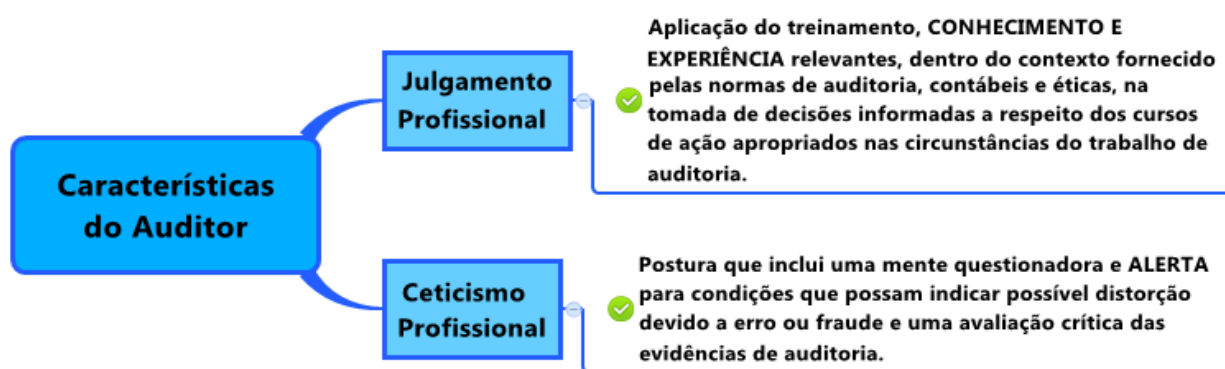 Características
do Auditor
Julgamento
Profissional
Aplicação do treinamento, CONHECIMENTO E
EXPERIÊNCIA relevantes, dentro do contexto fornecido
pelas normas de auditoria, contábeis e éticas, na
tomada de decisões informadas a respeito dos cursos
de ação apropriados nas circunstâncias do trabalho de
auditoria.
Ceticismo
Profissional
Postura que inclui uma mente questionadora e ALERTA
para condições que possam indicar possível distorção
devido a erro ou fraude e uma avaliação crítica das
evidências de auditoria.